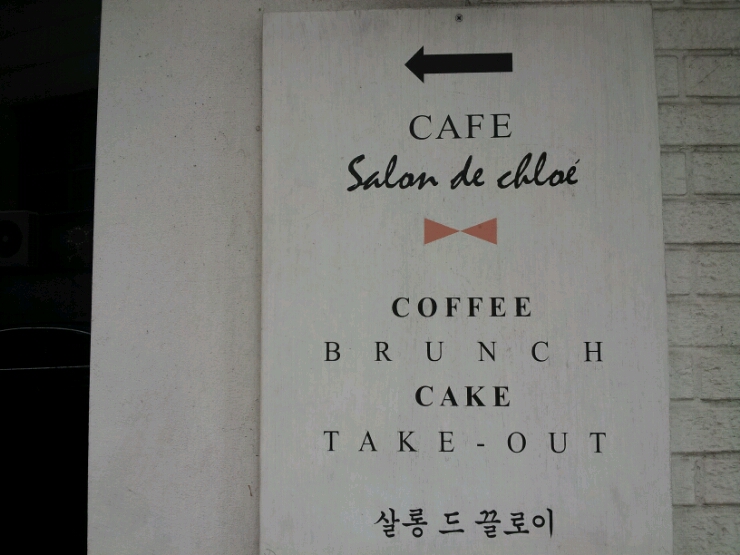 CAFE
Salon de chloé
COFFEE
BRUNCH
CAKE
TAKE-OUT
살롱 드 끌로이